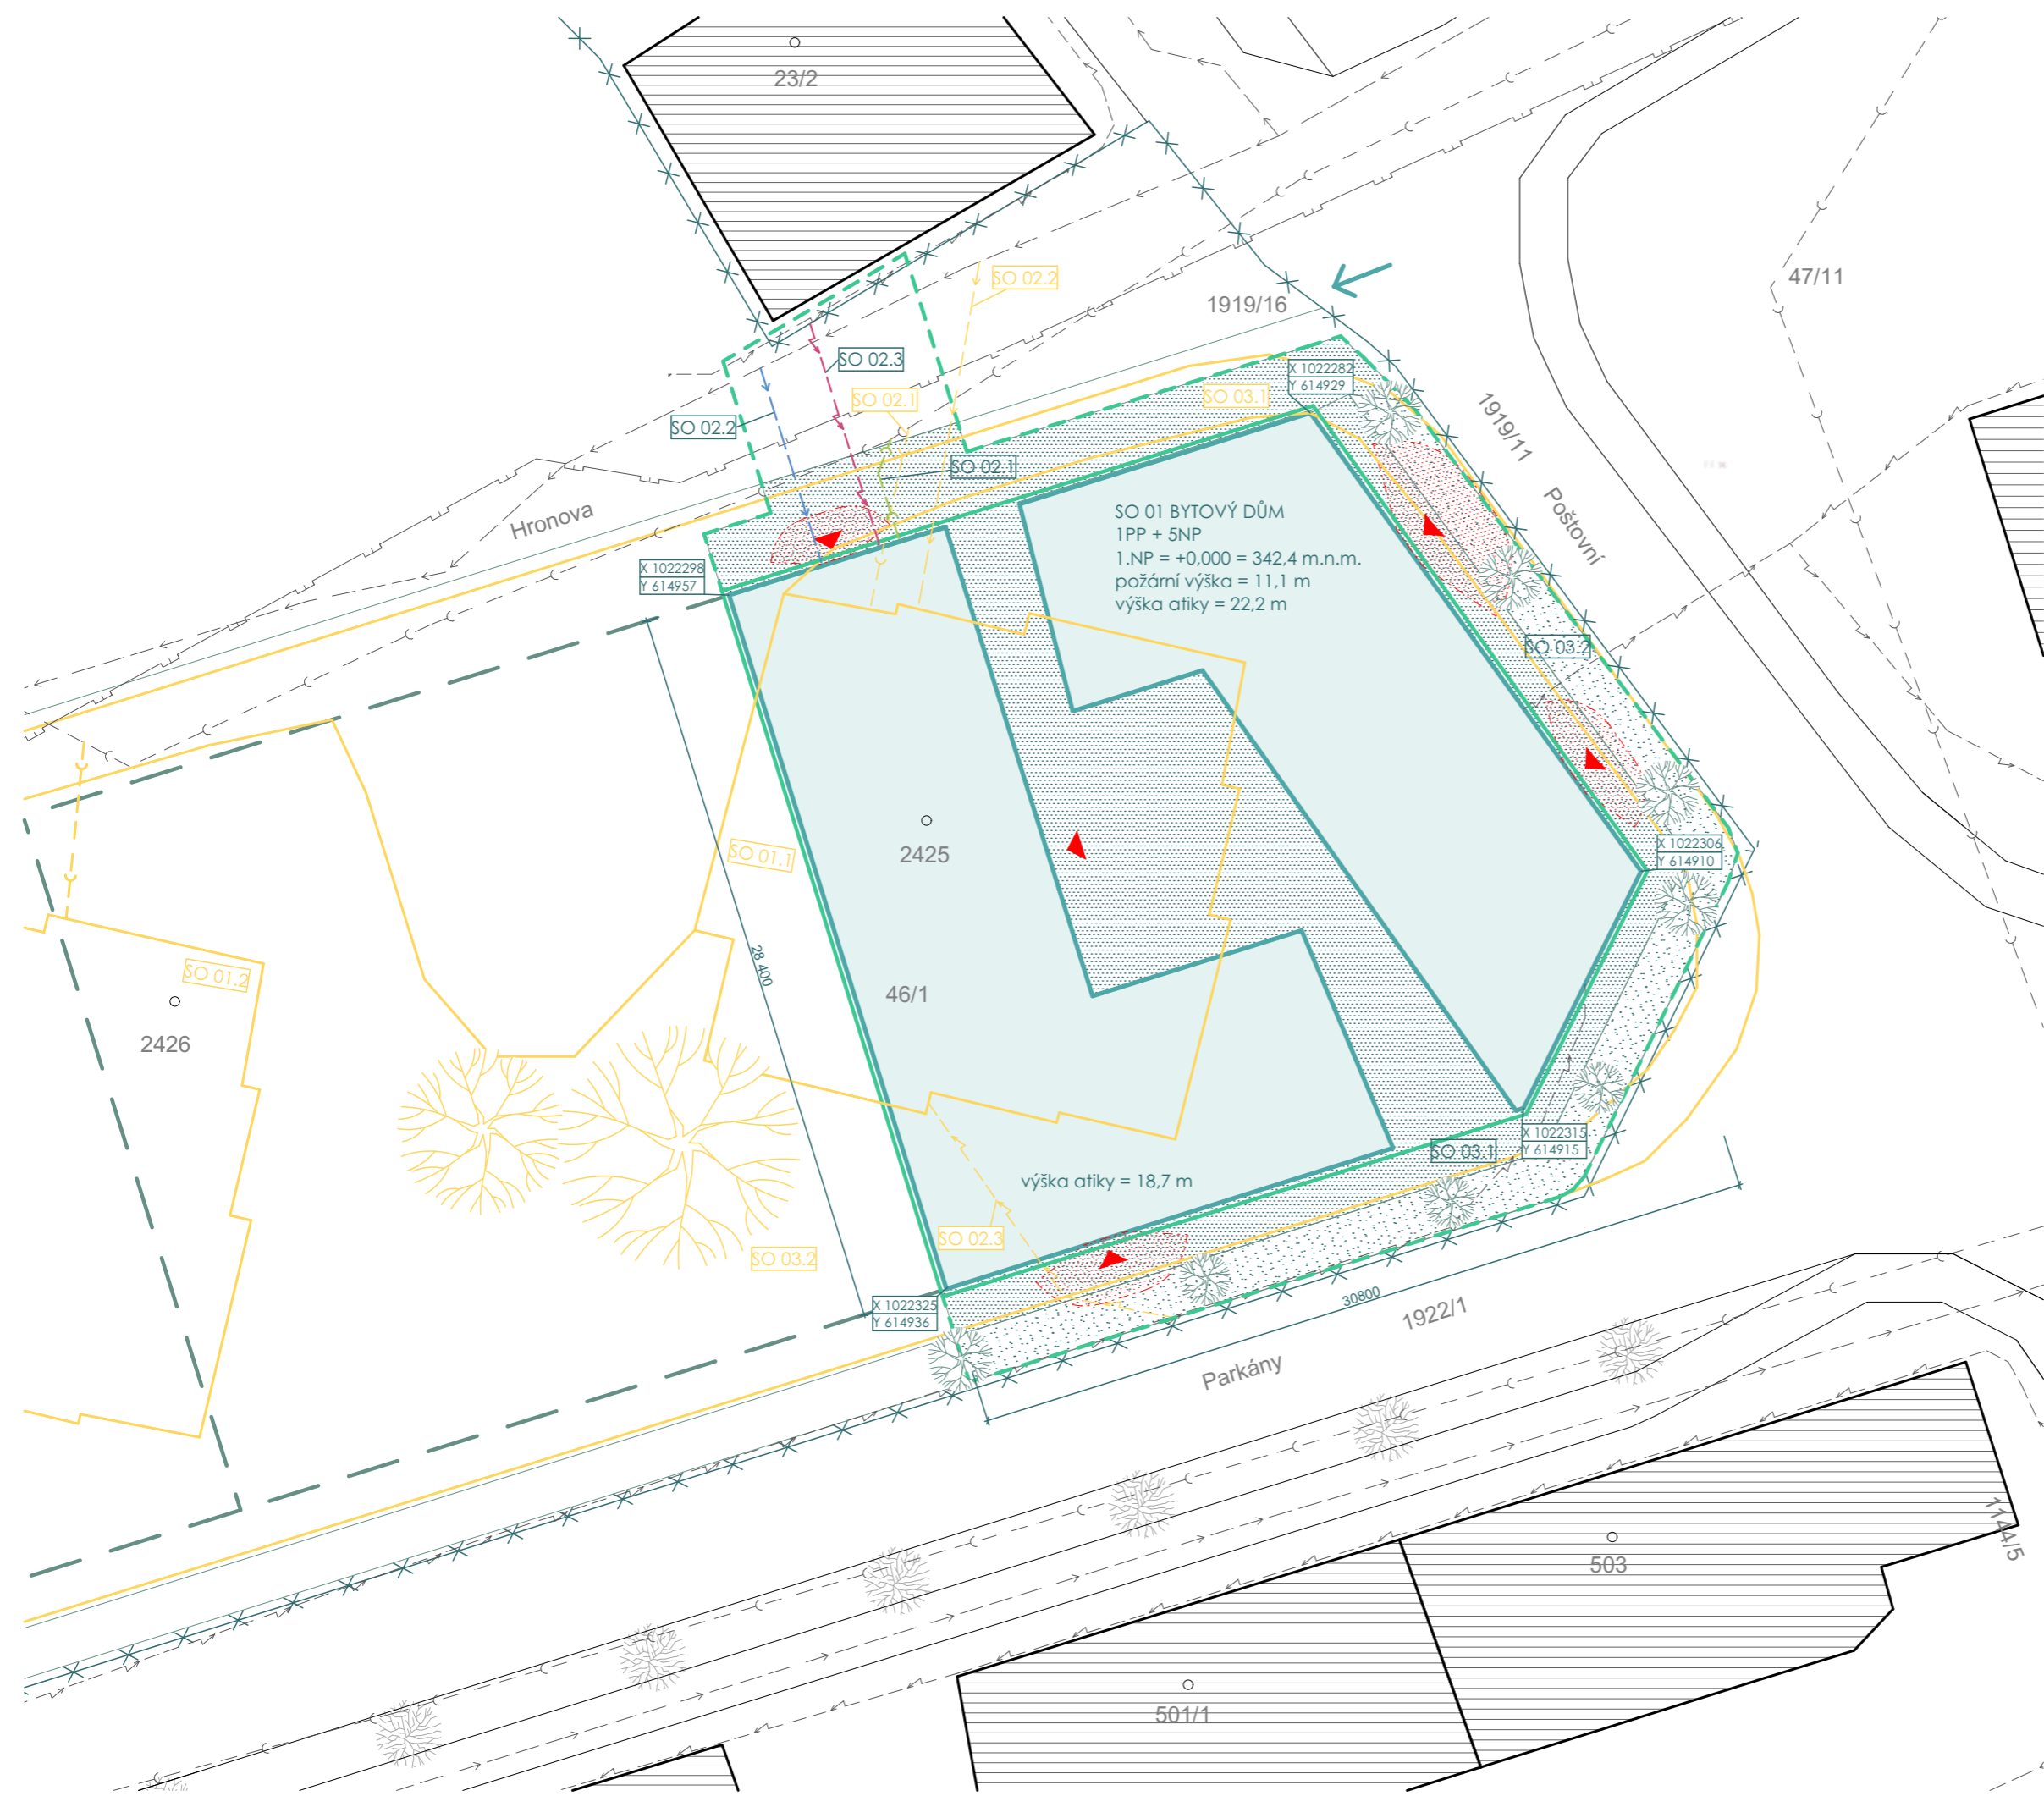 23/2
SO 02.2
47/11
1919/16
SO 02.3
X 1022282
Y 614929
SO 02.1
SO 03.1
1919/11
SO 02.2
SO 02.1
Hronova
Poštovní
SO 01 BYTOVÝ DŮM
1PP + 5NP
1.NP = +0,000 = 342,4 m.n.m.
požární výška = 11,1 m
výška atiky = 22,2 m
X 1022298
Y 614957
SO 03.2
2425
SO 01.1
X 1022306
Y 614910
28 400
46/1
SO 01.2
2426
X 1022315
Y 614915
SO 03.1
výška atiky = 18,7 m
SO 02.3
SO 03.2
X 1022325
Y 614936
30800
1922/1
Parkány
1144/5
503
501/1